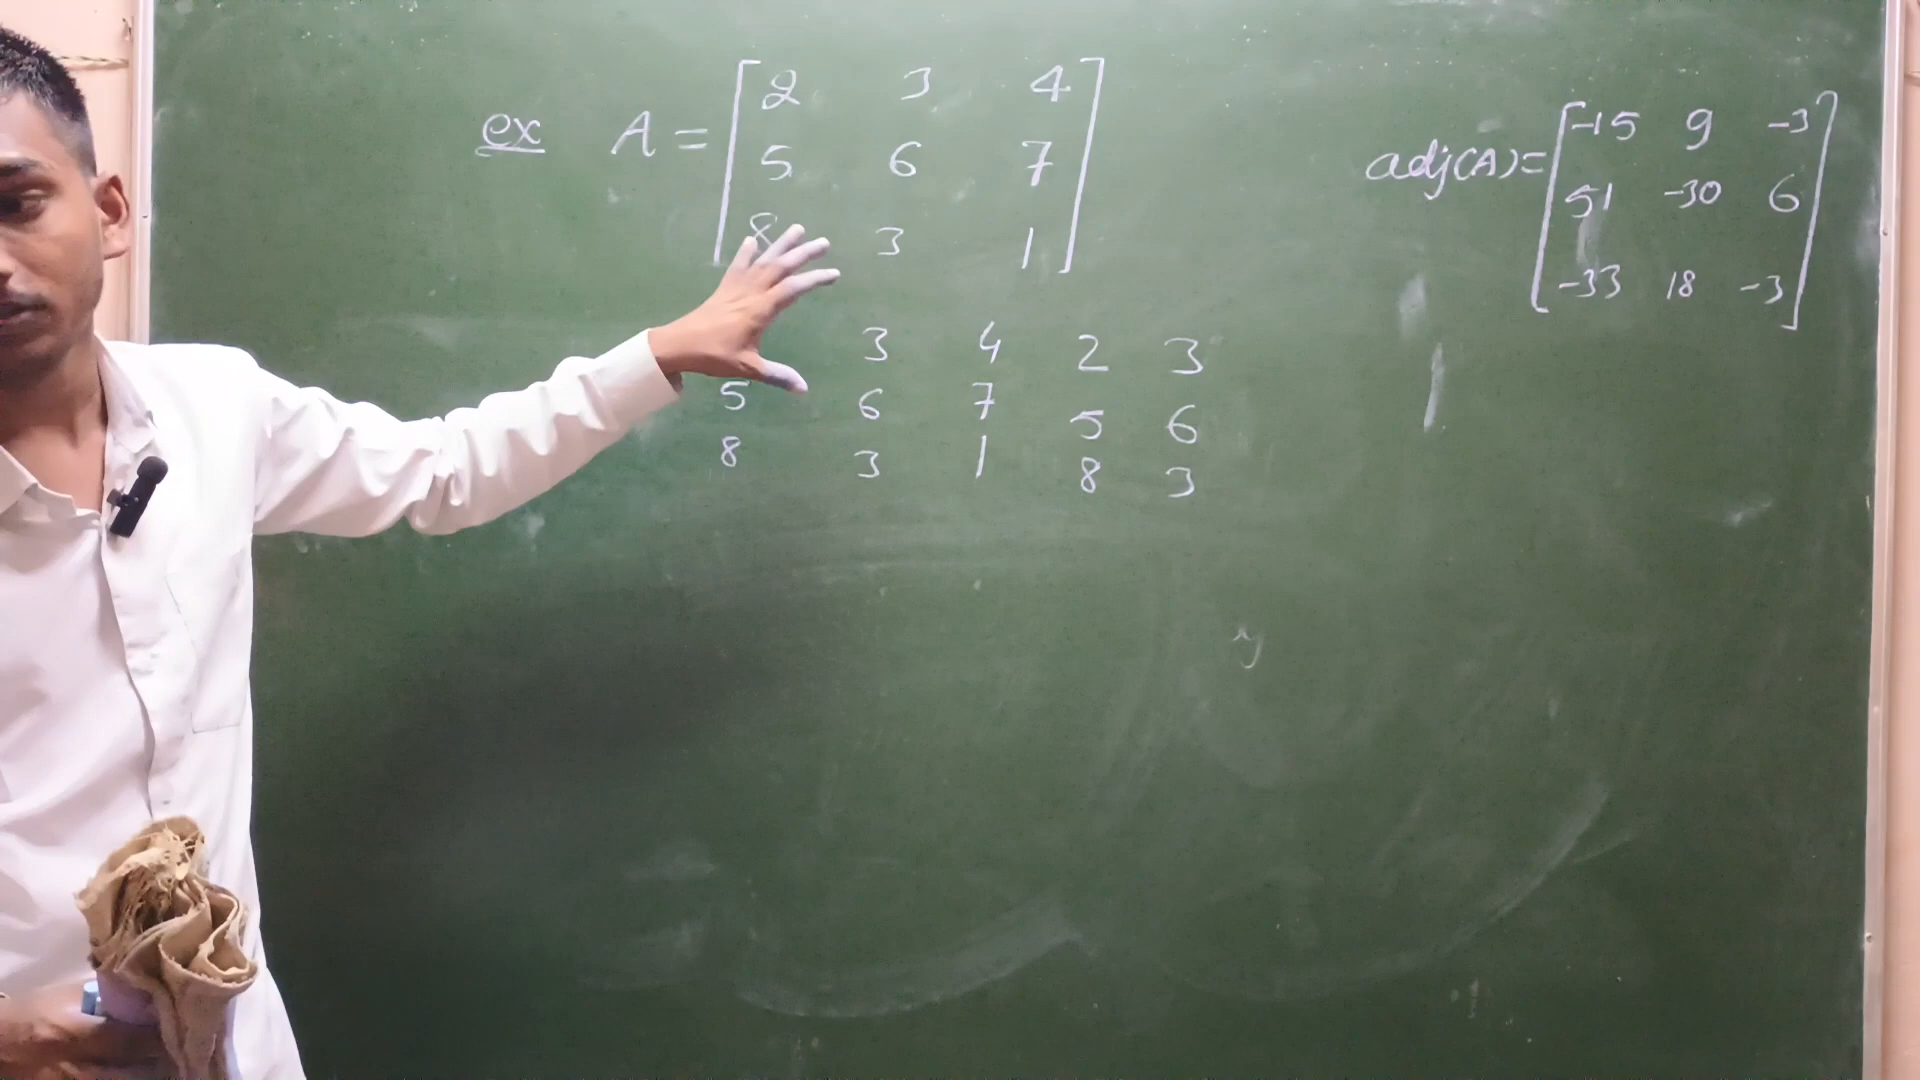 ex A = [2 3 4
5 6 7
8 3 1]
adj(A) = [-15 9 -3
51 -30 6
-33 18 -3]
3 4 2 3
5 6 7 5 6
8 3 1 8 3